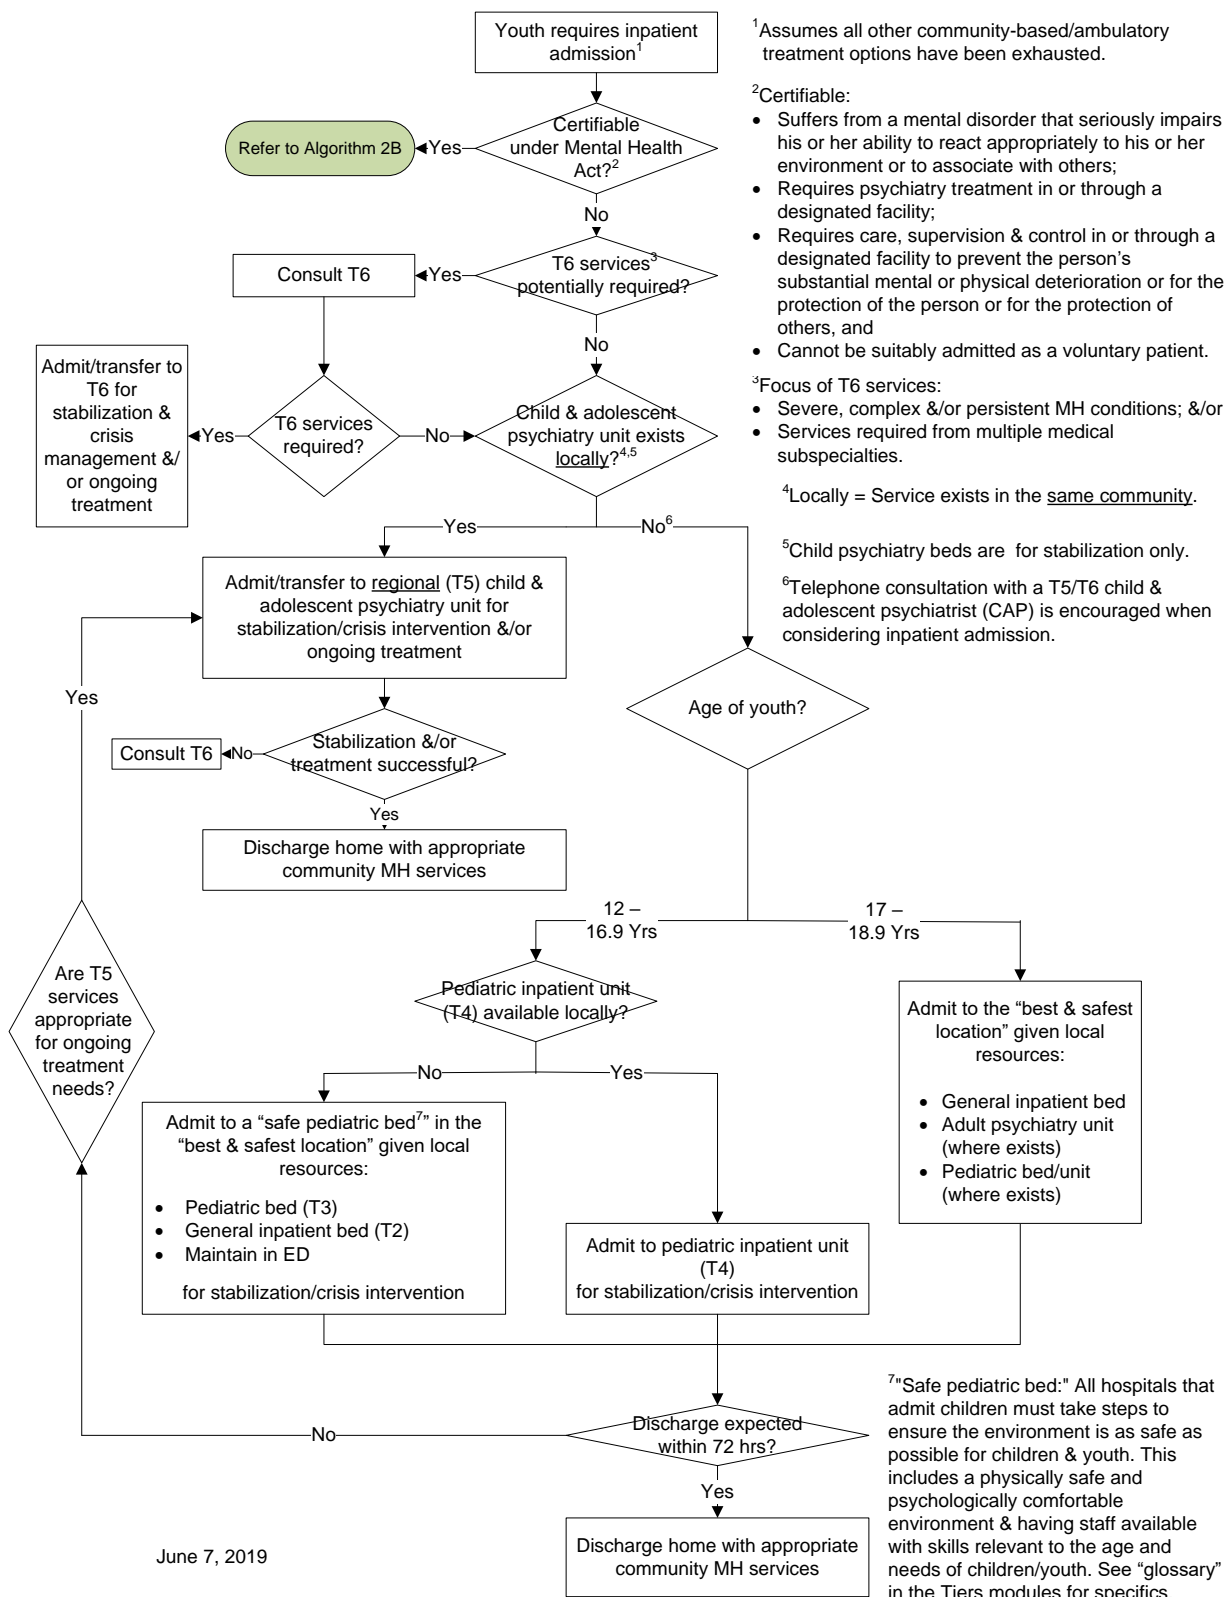 Youth requires inpatient
admission1
1Assumes all other community-based/ambulatory
treatment options have been exhausted.
Certifiable
under Mental Health
Act?2
Yes
Refer to Algorithm 2B
No
2Certifiable:
• Suffers from a mental disorder that seriously impairs
his or her ability to react appropriately to his or her
environment or to associate with others;
• Requires psychiatry treatment in or through a
designated facility;
• Requires care, supervision & control in or through a
designated facility to prevent the person's
substantial mental or physical deterioration or for the
protection of the person or for the protection of
others, and
• Cannot be suitably admitted as a voluntary patient.
T6 services3
potentially required?
Yes
Consult T6
No
3Focus of T6 services:
• Severe, complex &/or persistent MH conditions; &/or
• Services required from multiple medical
subspecialties.
4Locally = Service exists in the same community.
5Child psychiatry beds are for stabilization only.
6Telephone consultation with a T5/T6 child &
adolescent psychiatrist (CAP) is encouraged when
considering inpatient admission.
T6 services
required?
Yes
Admit/transfer to
T6 for
stabilization &
crisis
management &/
or ongoing
treatment
No
Child & adolescent
psychiatry unit exists
locally?4,5
Yes
No6
Admit/transfer to regional (T5) child &
adolescent psychiatry unit for
stabilization/crisis intervention &/or
ongoing treatment
Stabilization &/or
treatment successful?
No
Consult T6
Yes
Discharge home with appropriate
community MH services
Age of youth?
12 –
16.9 Yrs
17 –
18.9 Yrs
Pediatric inpatient unit
(T4) available locally?
No
Yes
Admit to a “safe pediatric bed7” in the
“best & safest location” given local
resources:
• Pediatric bed (T3)
• General inpatient bed (T2)
• Maintain in ED
for stabilization/crisis intervention
Admit to pediatric inpatient unit
(T4)
for stabilization/crisis intervention
Admit to the “best & safest
location” given local
resources:
• General inpatient bed
• Adult psychiatry unit
(where exists)
• Pediatric bed/unit
(where exists)
Discharge expected
within 72 hrs?
No
Are T5
services
appropriate
for ongoing
treatment
needs?
Yes
Yes
Discharge home with appropriate
community MH services
7"Safe pediatric bed:" All hospitals that
admit children must take steps to
ensure the environment is as safe as
possible for children & youth. This
includes a physically safe and
psychologically comfortable
environment & having staff available
with skills relevant to the age and
needs of children/youth. See “glossary”
in the Tiers modules for specifics
June 7, 2019